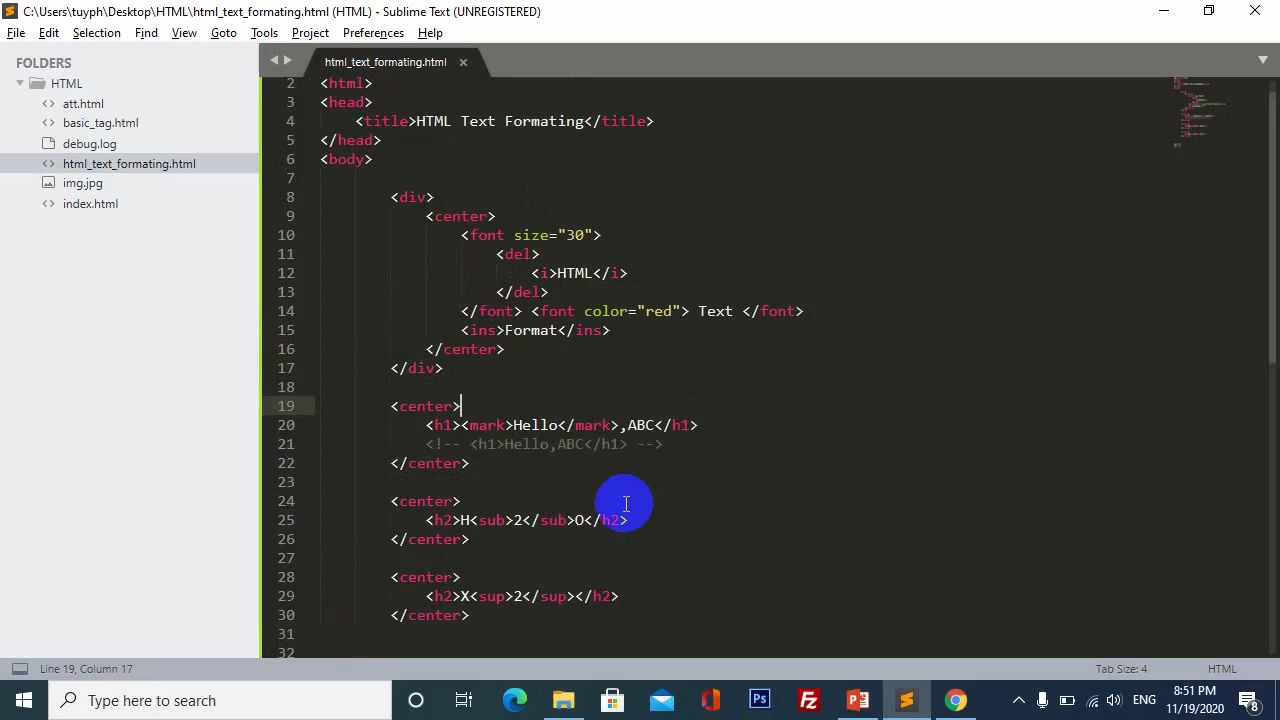 C:\Users\tuyph\Desktop\HTML\html_text_formating.html (HTML) - Sublime Text (UNREGISTERED)
File Edit Selection Find View Goto Tools Project Preferences Help
FOLDERS
HTML
att.html
basic_tag.html
debug.log
html_text_formating.html
img.jpg
index.html
html_text_formating.html
2 <html>
3 <head>
4 <title>HTML Text Formating</title>
5 </head>
6 <body>
7
8 <div>
9 <center>
10 <font size="30">
11 <del>
12 <i>HTML</i>
13 </del>
14 </font> <font color="red"> Text </font>
15 <ins>Format</ins>
16 </center>
17 </div>
18
19 <center>
20 <h1><mark>Hello</mark>,ABC</h1>
21 <!-- <h1>Hello,ABC</h1> -->
22 </center>
23
24 <center>
25 <h2>H<sub>2</sub>O</h2>
26 </center>
27
28 <center>
29 <h2>X<sup>2</sup></h2>
30 </center>
31
32
Line 19, Column 17 Tab Size: 4 HTML
Type here to search
Ps
Fz
ENG
8:51 PM
11/19/2020
8